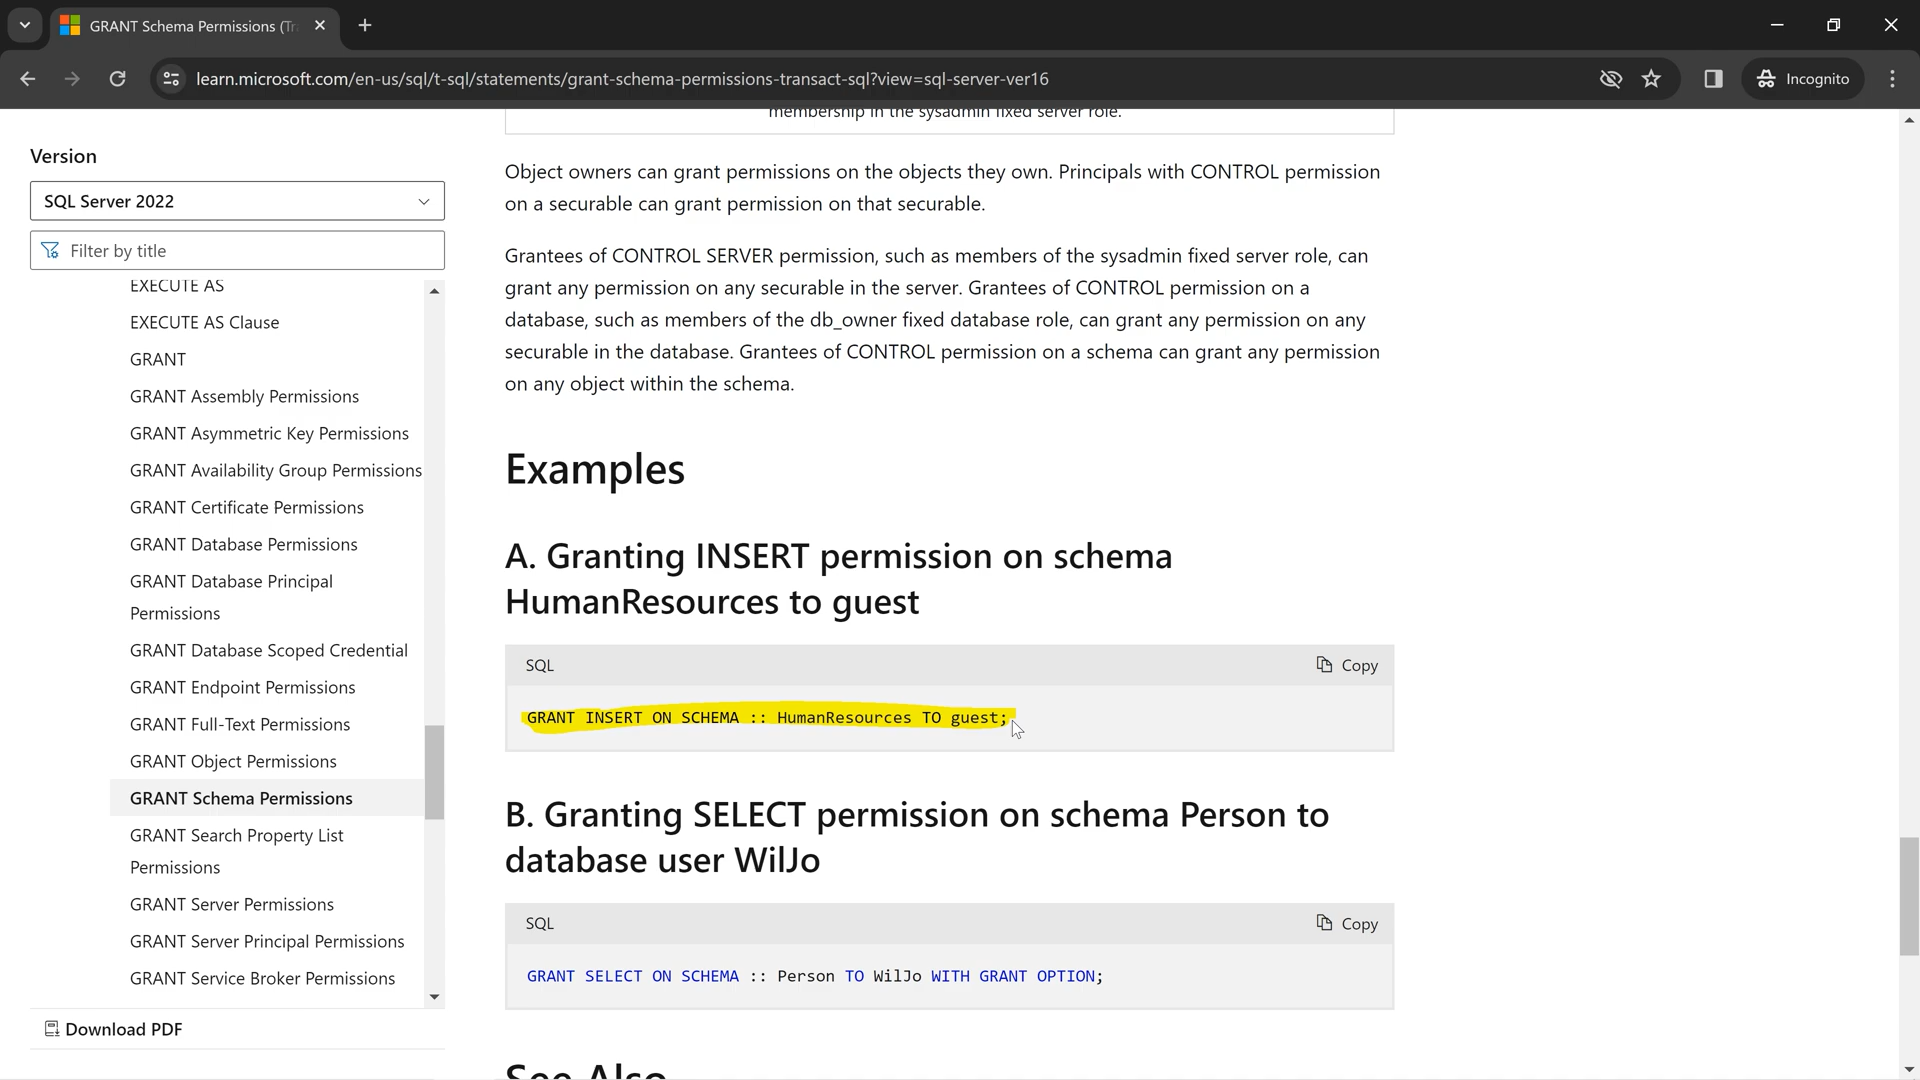 GRANT Schema Permissions (Tr
learn.microsoft.com/en-us/sql/t-sql/statements/grant-schema-permissions-transact-sql?view=sql-server-ver16
Incognito
Version
SQL Server 2022
Filter by title
EXECUTE AS
EXECUTE AS Clause
GRANT
GRANT Assembly Permissions
GRANT Asymmetric Key Permissions
GRANT Availability Group Permissions
GRANT Certificate Permissions
GRANT Database Permissions
GRANT Database Principal
Permissions
GRANT Database Scoped Credential
GRANT Endpoint Permissions
GRANT Full-Text Permissions
GRANT Object Permissions
GRANT Schema Permissions
GRANT Search Property List
Permissions
GRANT Server Permissions
GRANT Server Principal Permissions
GRANT Service Broker Permissions
Download PDF
membership in the sysadmin fixed server role.
Object owners can grant permissions on the objects they own. Principals with CONTROL permission
on a securable can grant permission on that securable.
Grantees of CONTROL SERVER permission, such as members of the sysadmin fixed server role, can
grant any permission on any securable in the server. Grantees of CONTROL permission on a
database, such as members of the db_owner fixed database role, can grant any permission on any
securable in the database. Grantees of CONTROL permission on a schema can grant any permission
on any object within the schema.
Examples
A. Granting INSERT permission on schema
HumanResources to guest
SQL
Copy
GRANT INSERT ON SCHEMA :: HumanResources TO guest;
B. Granting SELECT permission on schema Person to
database user WilJo
SQL
Copy
GRANT SELECT ON SCHEMA :: Person TO WilJo WITH GRANT OPTION;
See Also